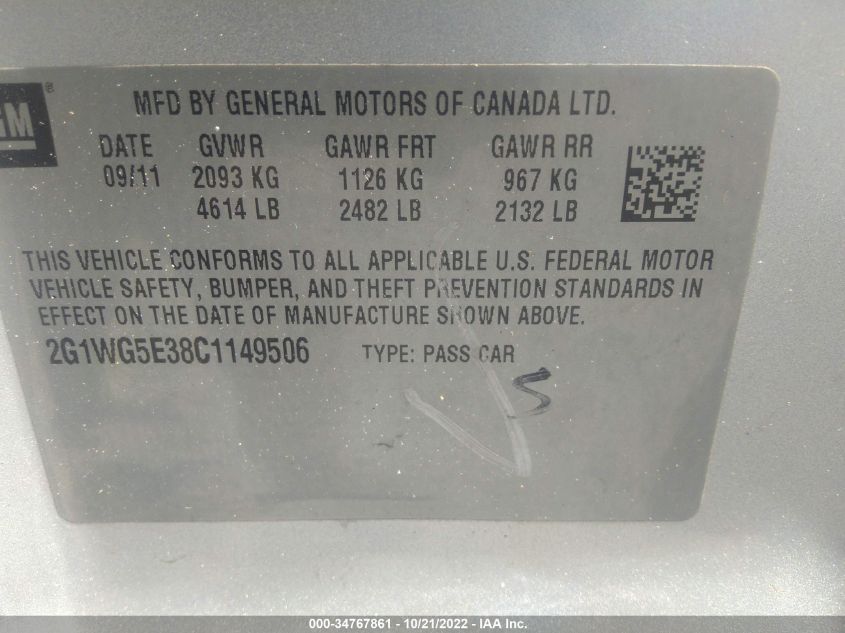 GM ®
MFD BY GENERAL MOTORS OF CANADA LTD.
DATE GVWR GAWR FRT GAWR RR
09/11 2093 KG 1126 KG 967 KG
4614 LB 2482 LB 2132 LB
THIS VEHICLE CONFORMS TO ALL APPLICABLE U.S. FEDERAL MOTOR
VEHICLE SAFETY, BUMPER, AND THEFT PREVENTION STANDARDS IN
EFFECT ON THE DATE OF MANUFACTURE SHOWN ABOVE.
2G1WG5E38C1149506 TYPE: PASS CAR
5
000-34767861 - 10/21/2022 - IAA Inc.